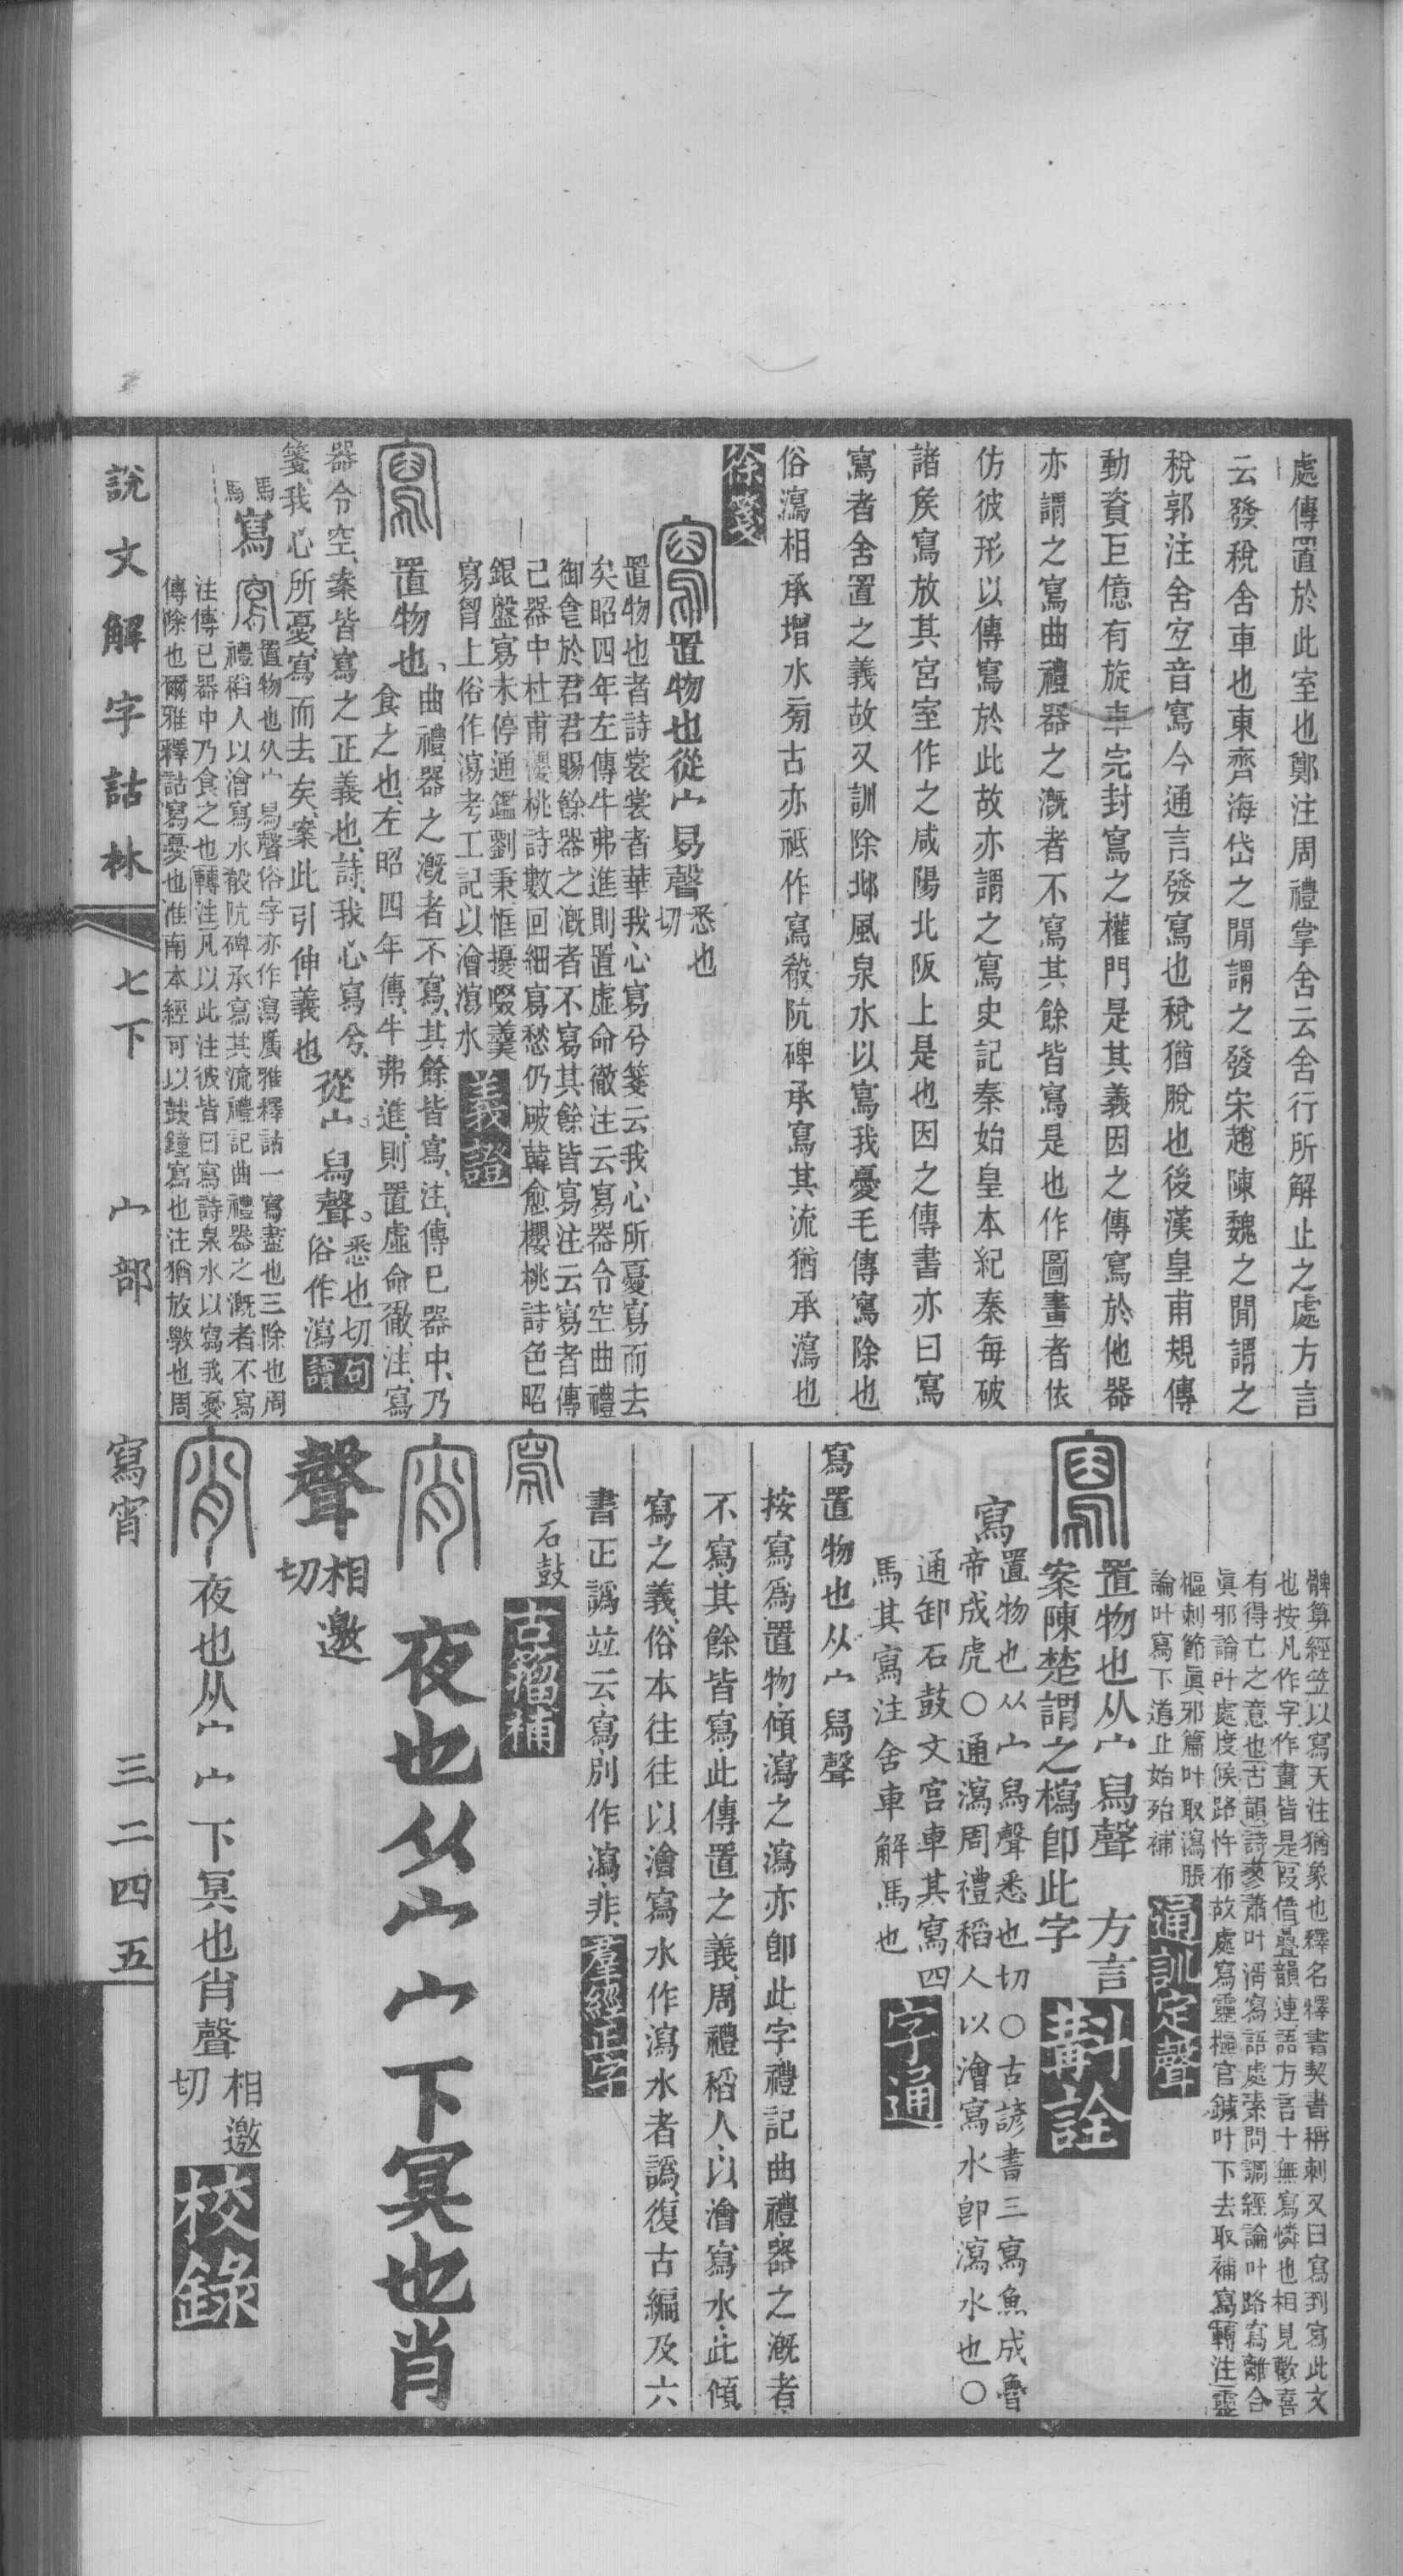 處傳置於此室也鄭注周禮掌舍云舍行所解止之處方言
云發稅舍車也東齊海岱之閒謂之發宋趙陳魏之閒謂之
稅郭注舍宜音寫今通言發寫也稅猶脫也後漢皇甫規傳
動資巨億有旋車完封寫之權門是其義因之傳寫於他器
亦謂之寫曲禮器之溉者不寫其餘皆寫是也作圖畫者依
仿彼形以傳寫於此故亦謂之寫史記秦始皇本紀秦每破
諸矦寫放其宮室作之咸陽北阪上是也因之傳書亦曰寫
寫者舍置之義故又訓除邶風泉水以寫我憂毛傳寫除也
俗瀉相承增水㫄古亦祗作寫殽阬碑承寫其流猶承瀉也
徐箋
置物也從宀舄聲悉也切
置物也者詩裳裳者華我心寫兮箋云我心所憂寫而去
矣昭四年左傳牛弗進則置虛命徹注云寫器令空曲禮
御食於君君賜餘器之溉者不寫其餘皆寫注云寫者傳
己器中杜甫櫻桃詩數回細寫愁仍破韓愈櫻桃詩色昭
銀盤寫未停通鑑劉秉恇擾啜羹
寫胷上俗作瀉考工記以澮瀉水
義證
置物也
曲禮器之溉者不寫、其餘皆寫、注、傳已器中、乃
食之也、左昭四年傳、牛弗進、則置虛命徹、注、寫
器令空、案皆寫之正義也、詩、我心寫兮、
箋、我心所憂、寫而去矣、案此引伸義也
從宀。舄聲。悉也切俗作瀉
句讀
寫
置物也从宀舄聲俗字亦作瀉廣雅釋詁一寫盡也三除也周
禮稻人以澮寫水殽阬碑承寫其流禮記曲禮器之溉者不寫
注傳己器中乃食之也轉注凡以此注彼皆曰寫詩泉水以寫我憂
傳除也爾雅釋詁寫憂也淮南本經可以鼓鐘寫也注猶放斁也周
髀算經笠以寫天注猶象也釋名釋書契書稱刺又曰寫到寫此文
也按凡作字作畫皆是叚借疊韻連語方言十無寫憐也相見歡喜
有得亡之意也古韻詩蓼蕭叶湑寫語處素問調經論叶路寫離合
眞邪論叶處度候路忤布故處寫靈樞官鍼叶下去取補寫轉注靈
樞刺節眞邪篇叶取瀉脹
論叶寫下道止始殆補
通訓定聲
置物也从宀舄聲　方言
案陳楚謂之㵼卽此字
斠詮
寫
置物也从宀舄聲悉也切〇古諺書三寫魚成魯
帝成虎〇通瀉周禮稻人以澮寫水卽瀉水也〇
通卸石鼓文宮車其寫四
馬其寫注舍車解馬也
字通
寫置物也从宀舄聲
按寫爲置物、傾瀉之瀉亦卽此字、禮記曲禮、器之溉者、
不寫、其餘皆寫、此傳置之義、周禮稻人、以澮寫水、此傾
寫之義、俗本往往以澮寫水作瀉水者譌、復古編及六
書正譌竝云、寫別作瀉、非、
羣經正字
石鼓
古籀補
夜也从宀宀下冥也肖
聲相邀切
夜也从宀宀下冥也肖聲相邀切
校錄
說文解字詁林
七下　宀部　寫宵　三二四五